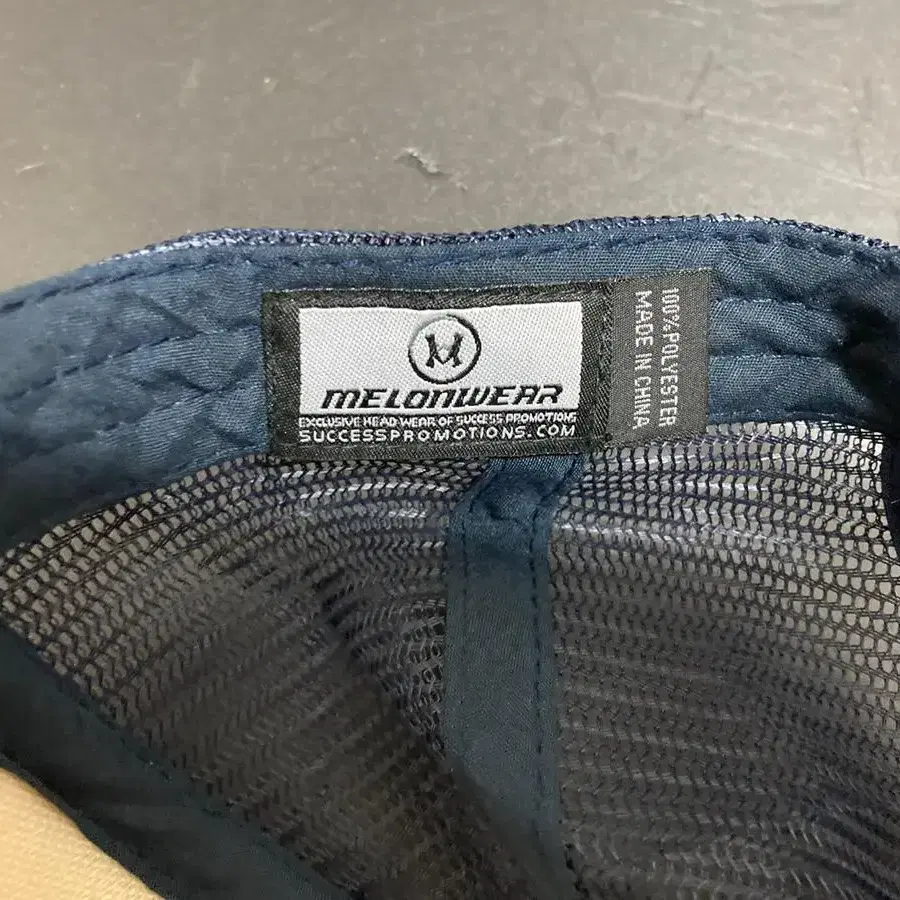 M
MELONWEAR
EXCLUSIVE HEAD WEAR OF SUCCESS PROMOTIONS
SUCCESSPROMOTIONS.COM
100%POLYESTER
MADE IN CHINA